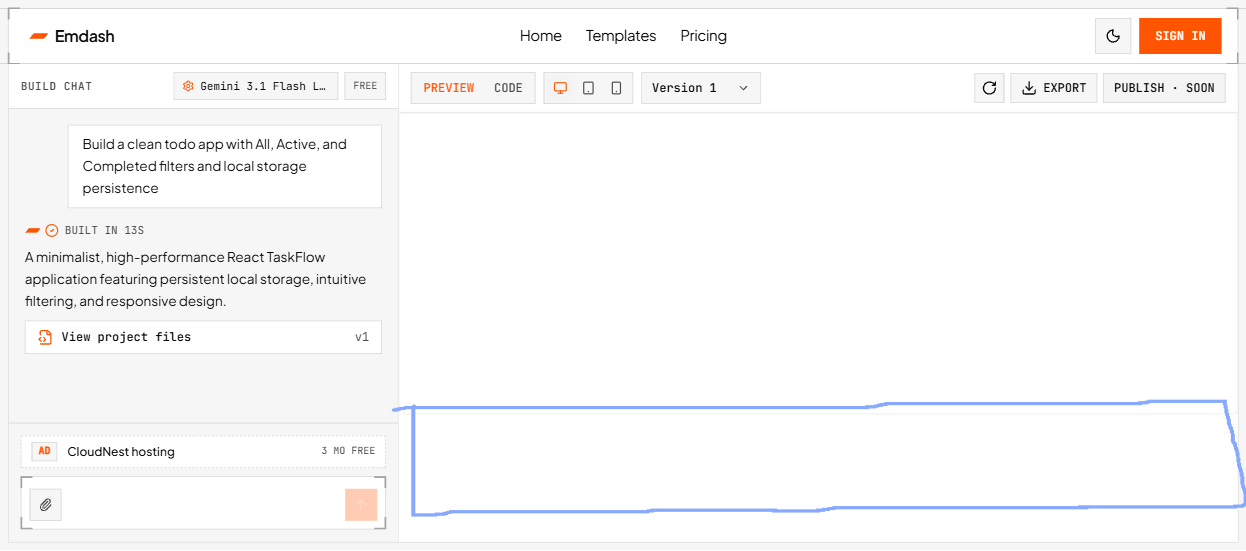 Emdash
Home Templates Pricing
SIGN IN
BUILD CHAT
Gemini 3.1 Flash L…
FREE
PREVIEW CODE
Version 1
EXPORT
PUBLISH · SOON
Build a clean todo app with All, Active, and
Completed filters and local storage
persistence
BUILT IN 13S
A minimalist, high-performance React TaskFlow
application featuring persistent local storage, intuitive
filtering, and responsive design.
View project files v1
AD CloudNest hosting 3 MO FREE